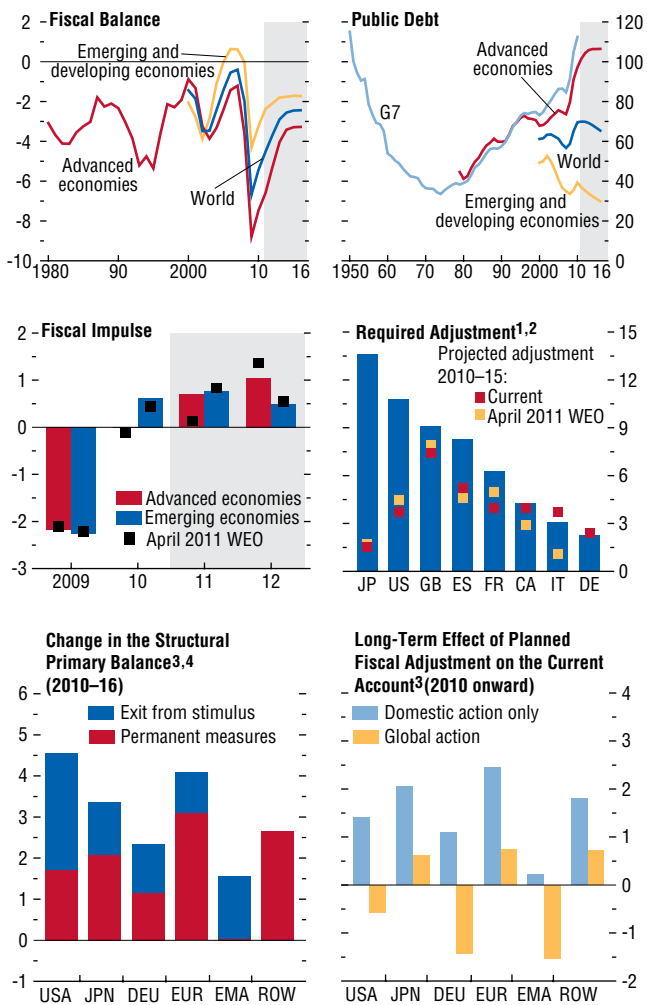 Fiscal Balance
2
0
-2
-4
-6
-8
-10
Emerging and
developing economies
Advanced
economies
World
1980
90
2000
10
16
Public Debt
120
100
80
60
40
20
0
Advanced
economies
G7
World
Emerging and
developing economies
1950
60
70
80
90
2000
10
16
Fiscal Impulse
2
1
0
-1
-2
-3
Advanced economies
Emerging economies
April 2011 WEO
2009
10
11
12
Required Adjustment1,2
15
12
9
6
3
0
Projected adjustment
2010–15:
Current
April 2011 WEO
JP
US
GB
ES
FR
CA
IT
DE
Change in the Structural
Primary Balance3,4
(2010–16)
6
5
4
3
2
1
0
-1
Exit from stimulus
Permanent measures
USA
JPN
DEU
EUR
EMA
ROW
Long-Term Effect of Planned
Fiscal Adjustment on the Current
Account3 (2010 onward)
4
3
2
1
0
-1
-2
Domestic action only
Global action
USA
JPN
DEU
EUR
EMA
ROW